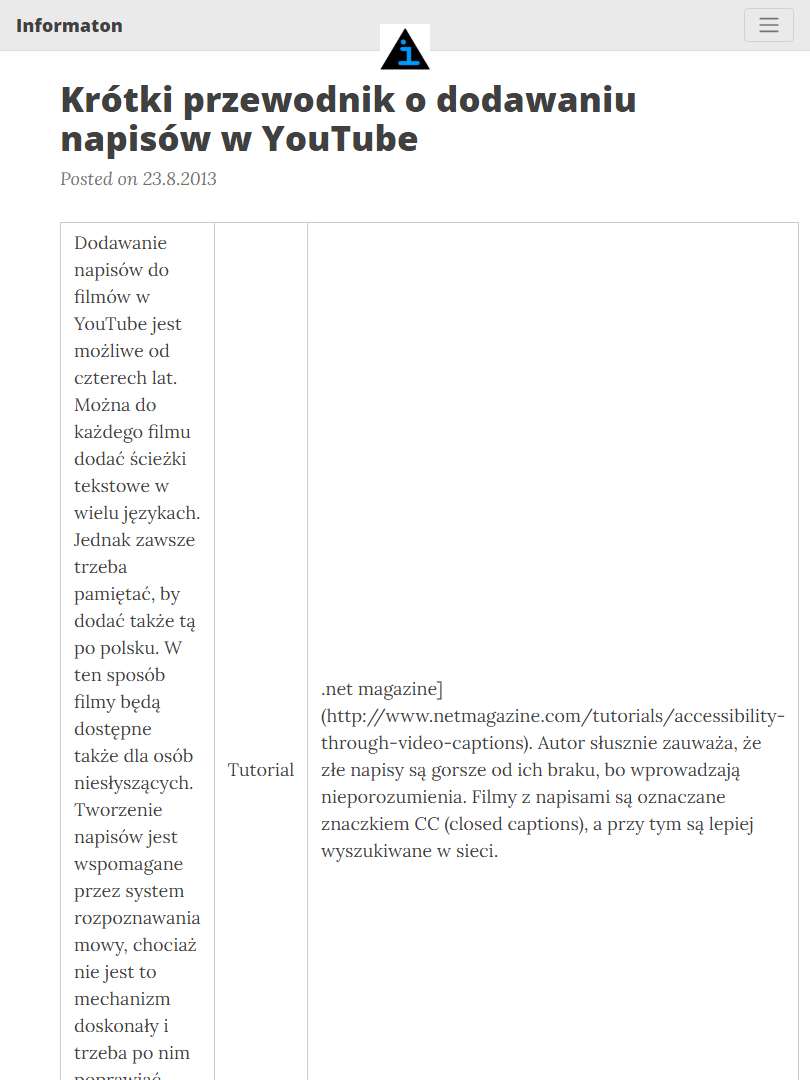 Informaton
i
Krótki przewodnik o dodawaniu
napisów w YouTube
Posted on 23.8.2013
Dodawanie
napisów do
filmów w
YouTube jest
możliwe od
czterech lat.
Można do
każdego filmu
dodać ścieżki
tekstowe w
wielu językach.
Jednak zawsze
trzeba
pamiętać, by
dodać także tą
po polsku. W
ten sposób
filmy będą
dostępne
także dla osób
niesłyszących.
Tworzenie
napisów jest
wspomagane
przez system
rozpoznawania
mowy, chociaż
nie jest to
mechanizm
doskonały i
trzeba po nim
poprawiać
Tutorial
.net magazine]
(http://www.netmagazine.com/tutorials/accessibility-
through-video-captions). Autor słusznie zauważa, że
złe napisy są gorsze od ich braku, bo wprowadzają
nieporozumienia. Filmy z napisami są oznaczane
znaczkiem CC (closed captions), a przy tym są lepiej
wyszukiwane w sieci.